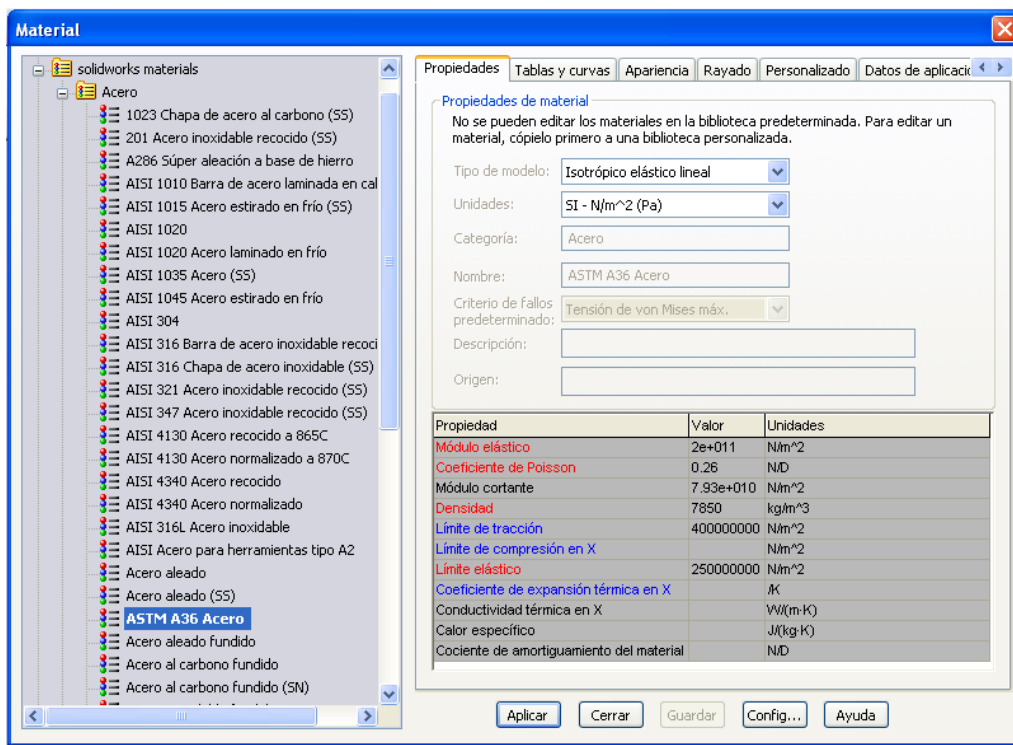 Material
solidworks materials
Acero
1023 Chapa de acero al carbono (SS)
201 Acero inoxidable recocido (SS)
A286 Súper aleación a base de hierro
AISI 1010 Barra de acero laminada en cal
AISI 1015 Acero estirado en frío (SS)
AISI 1020
AISI 1020 Acero laminado en frío
AISI 1035 Acero (SS)
AISI 1045 Acero estirado en frío
AISI 304
AISI 316 Barra de acero inoxidable recoci
AISI 316 Chapa de acero inoxidable (SS)
AISI 321 Acero inoxidable recocido (SS)
AISI 347 Acero inoxidable recocido (SS)
AISI 4130 Acero recocido a 865C
AISI 4130 Acero normalizado a 870C
AISI 4340 Acero recocido
AISI 4340 Acero normalizado
AISI 316L Acero inoxidable
AISI Acero para herramientas tipo A2
Acero aleado
Acero aleado (SS)
ASTM A36 Acero
Acero aleado fundido
Acero al carbono fundido
Acero al carbono fundido (SN)
Propiedades Tablas y curvas Apariencia Rayado Personalizado Datos de aplicació
Propiedades de material
No se pueden editar los materiales en la biblioteca predeterminada. Para editar un
material, cópielo primero a una biblioteca personalizada.
Tipo de modelo: Isotrópico elástico lineal
Unidades: SI - N/m^2 (Pa)
Categoría: Acero
Nombre: ASTM A36 Acero
Criterio de fallos
predeterminado: Tensión de von Mises máx.
Descripción:
Origen:
Propiedad Valor Unidades
Módulo elástico 2e+011 N/m^2
Coeficiente de Poisson 0.26 N/D
Módulo cortante 7.93e+010 N/m^2
Densidad 7850 kg/m^3
Límite de tracción 400000000 N/m^2
Límite de compresión en X N/m^2
Límite elástico 250000000 N/m^2
Coeficiente de expansión térmica en X /K
Conductividad térmica en X W/(m·K)
Calor específico J/(kg·K)
Cociente de amortiguamiento del material N/D
Aplicar Cerrar Guardar Config... Ayuda